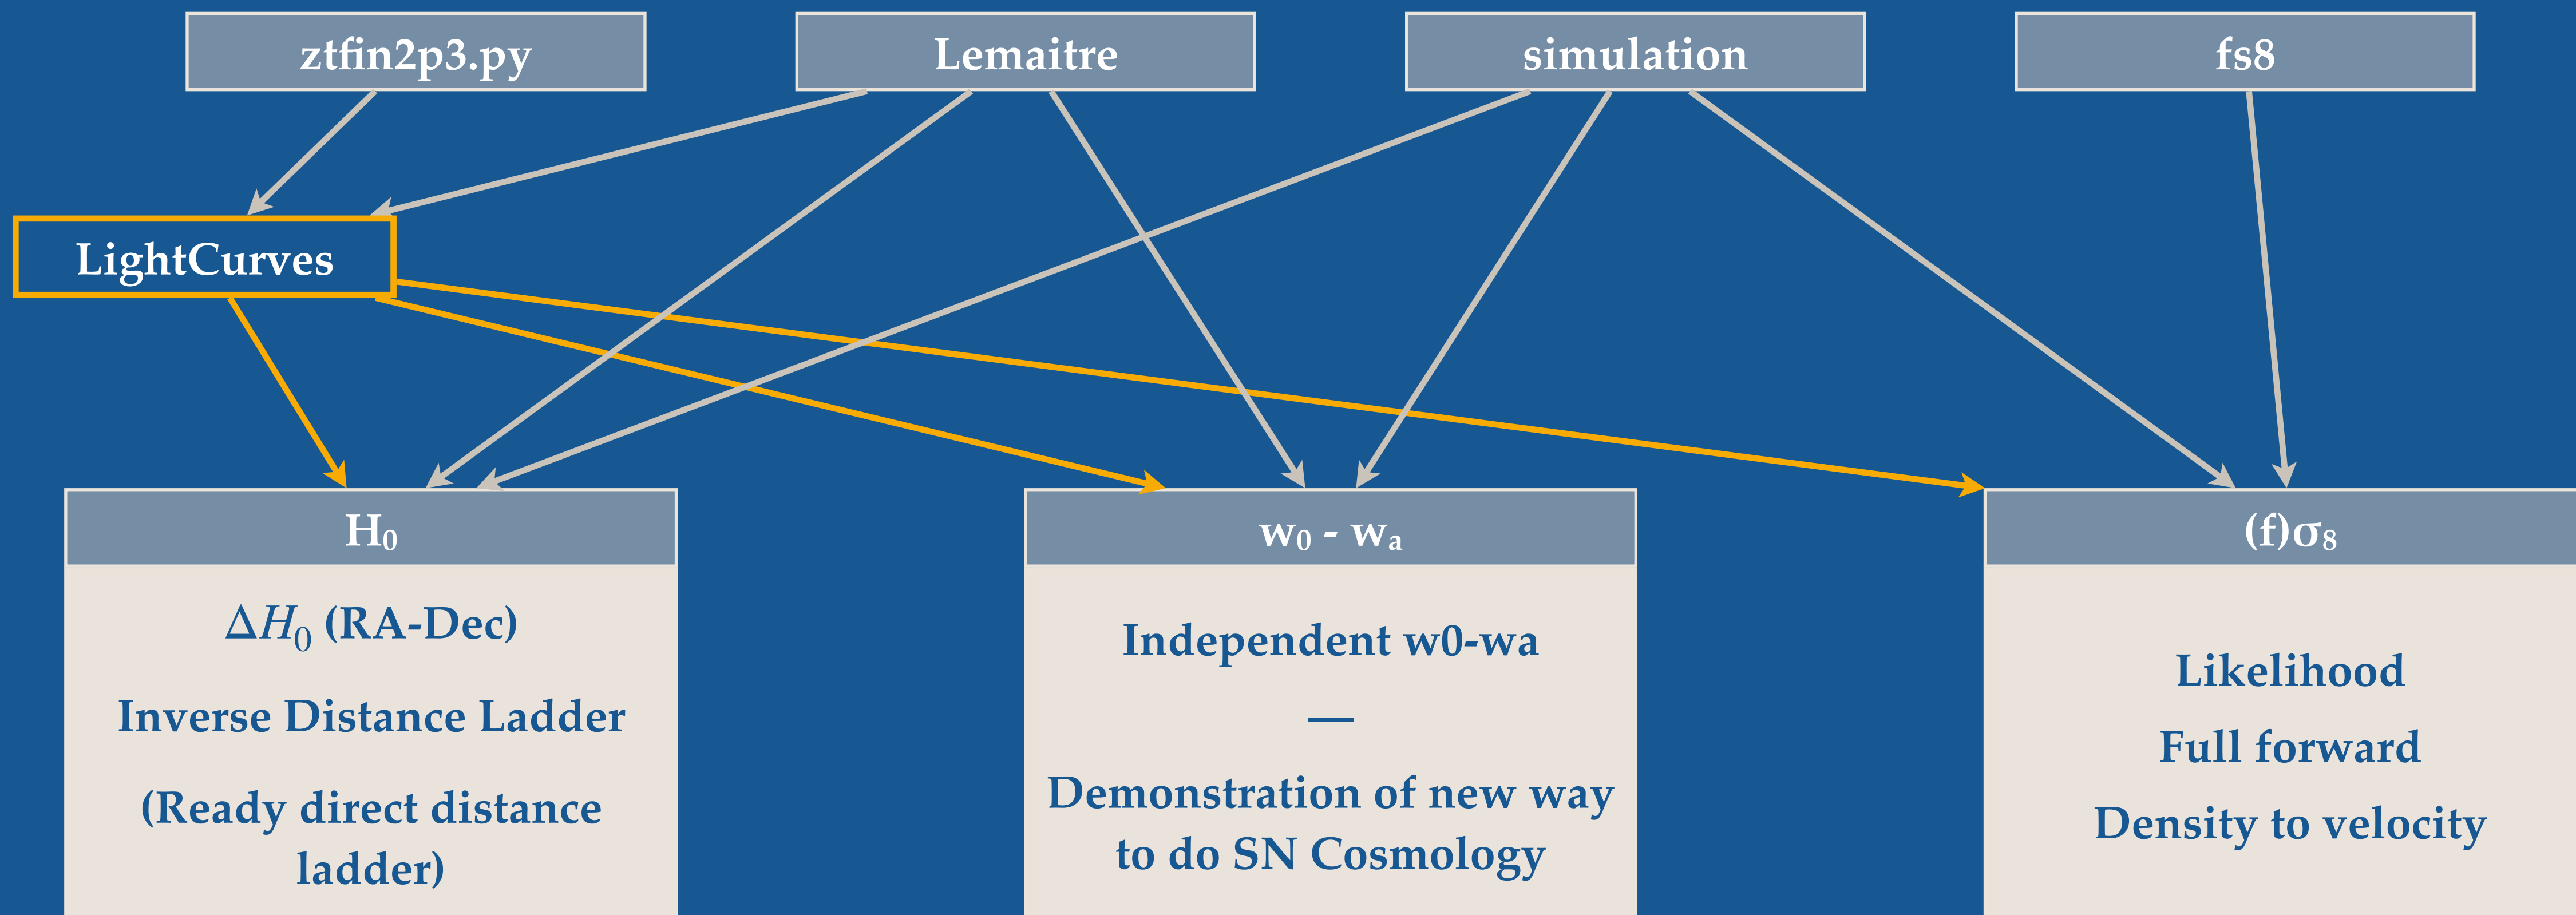 ztfin2p3.py
Lemaitre
simulation
fs8
LightCurves
H₀
ΔH₀ (RA-Dec)
Inverse Distance Ladder
(Ready direct distance
ladder)
w₀ - wₐ
Independent w0-wa
—
Demonstration of new way
to do SN Cosmology
(f)σ₈
Likelihood
Full forward
Density to velocity